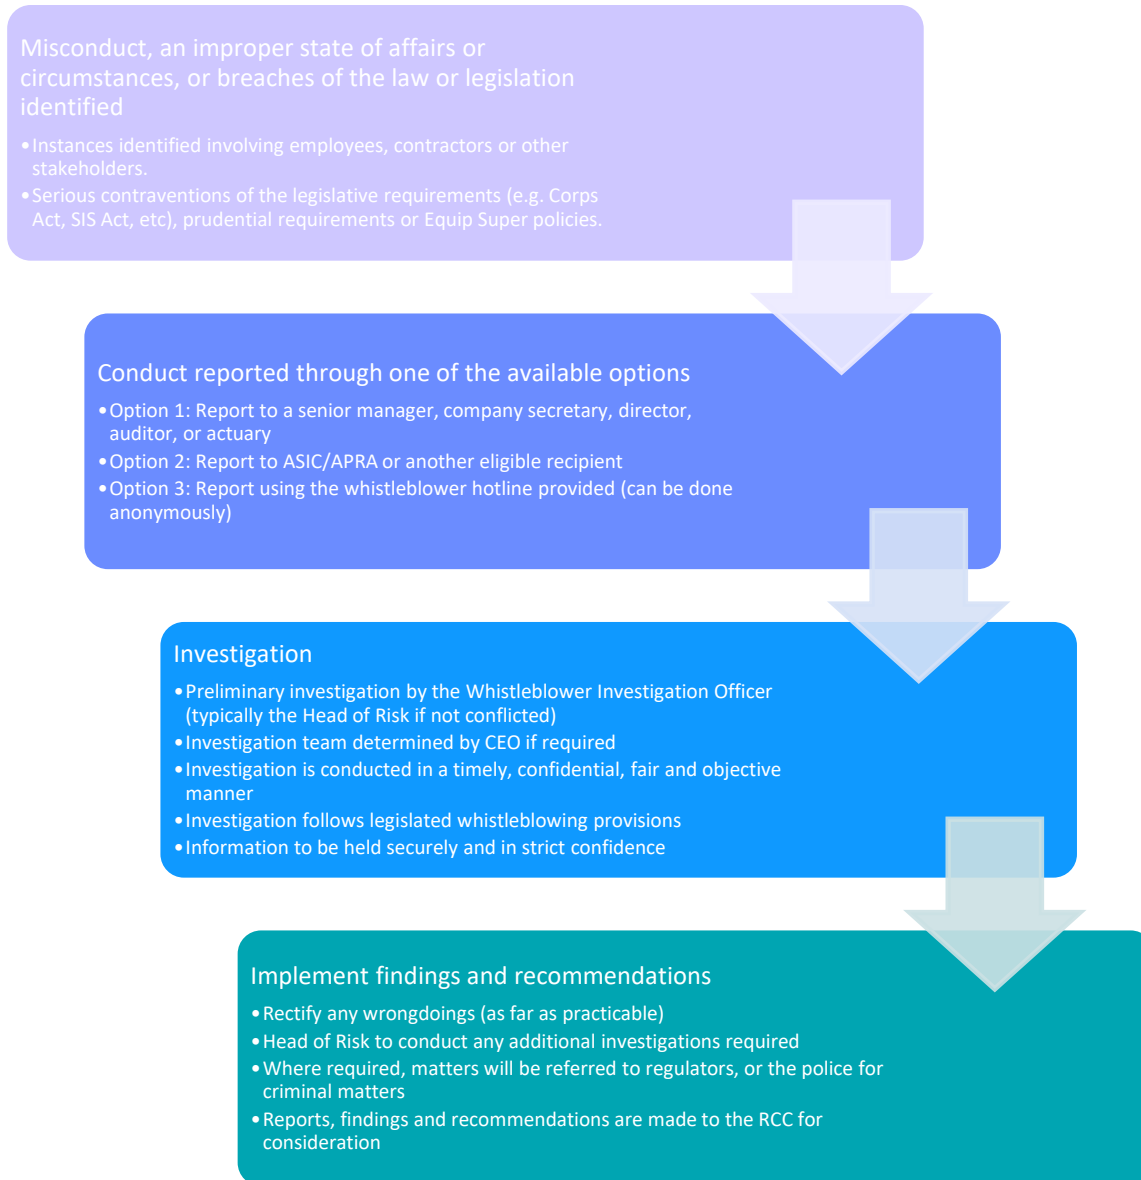 Misconduct, an improper state of affairs or
circumstances, or breaches of the law or legislation
identified
•Instances identified involving employees, contractors or other
stakeholders.
•Serious contraventions of the legislative requirements (e.g. Corps
Act, SIS Act, etc), prudential requirements or Equip Super policies.
Conduct reported through one of the available options
•Option 1: Report to a senior manager, company secretary, director,
auditor, or actuary
•Option 2: Report to ASIC/APRA or another eligible recipient
•Option 3: Report using the whistleblower hotline provided (can be done
anonymously)
Investigation
•Preliminary investigation by the Whistleblower Investigation Officer
(typically the Head of Risk if not conflicted)
•Investigation team determined by CEO if required
•Investigation is conducted in a timely, confidential, fair and objective
manner
•Investigation follows legislated whistleblowing provisions
•Information to be held securely and in strict confidence
Implement findings and recommendations
•Rectify any wrongdoings (as far as practicable)
•Head of Risk to conduct any additional investigations required
•Where required, matters will be referred to regulators, or the police for
criminal matters
•Reports, findings and recommendations are made to the RCC for
consideration